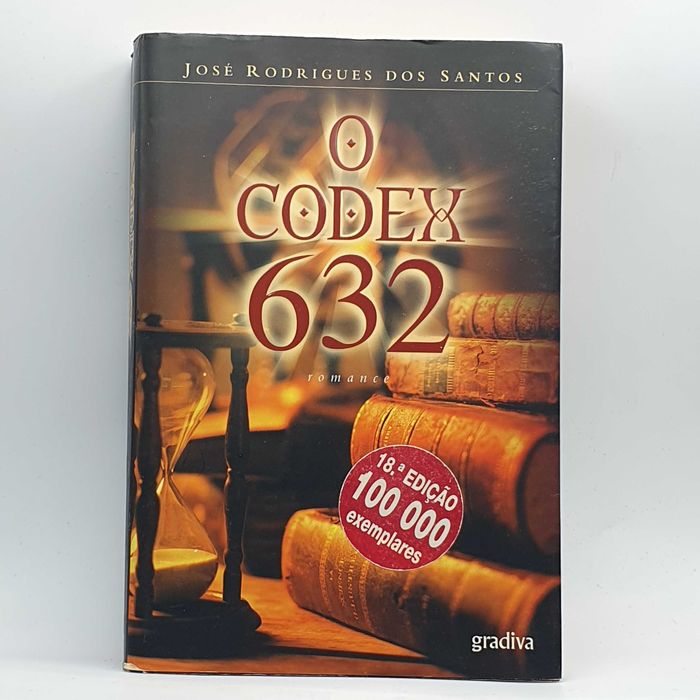 JOSÉ RODRIGUES DOS SANTOS
O
CODEX
632
romance
18.ª EDIÇÃO
100 000
exemplares
gradiva